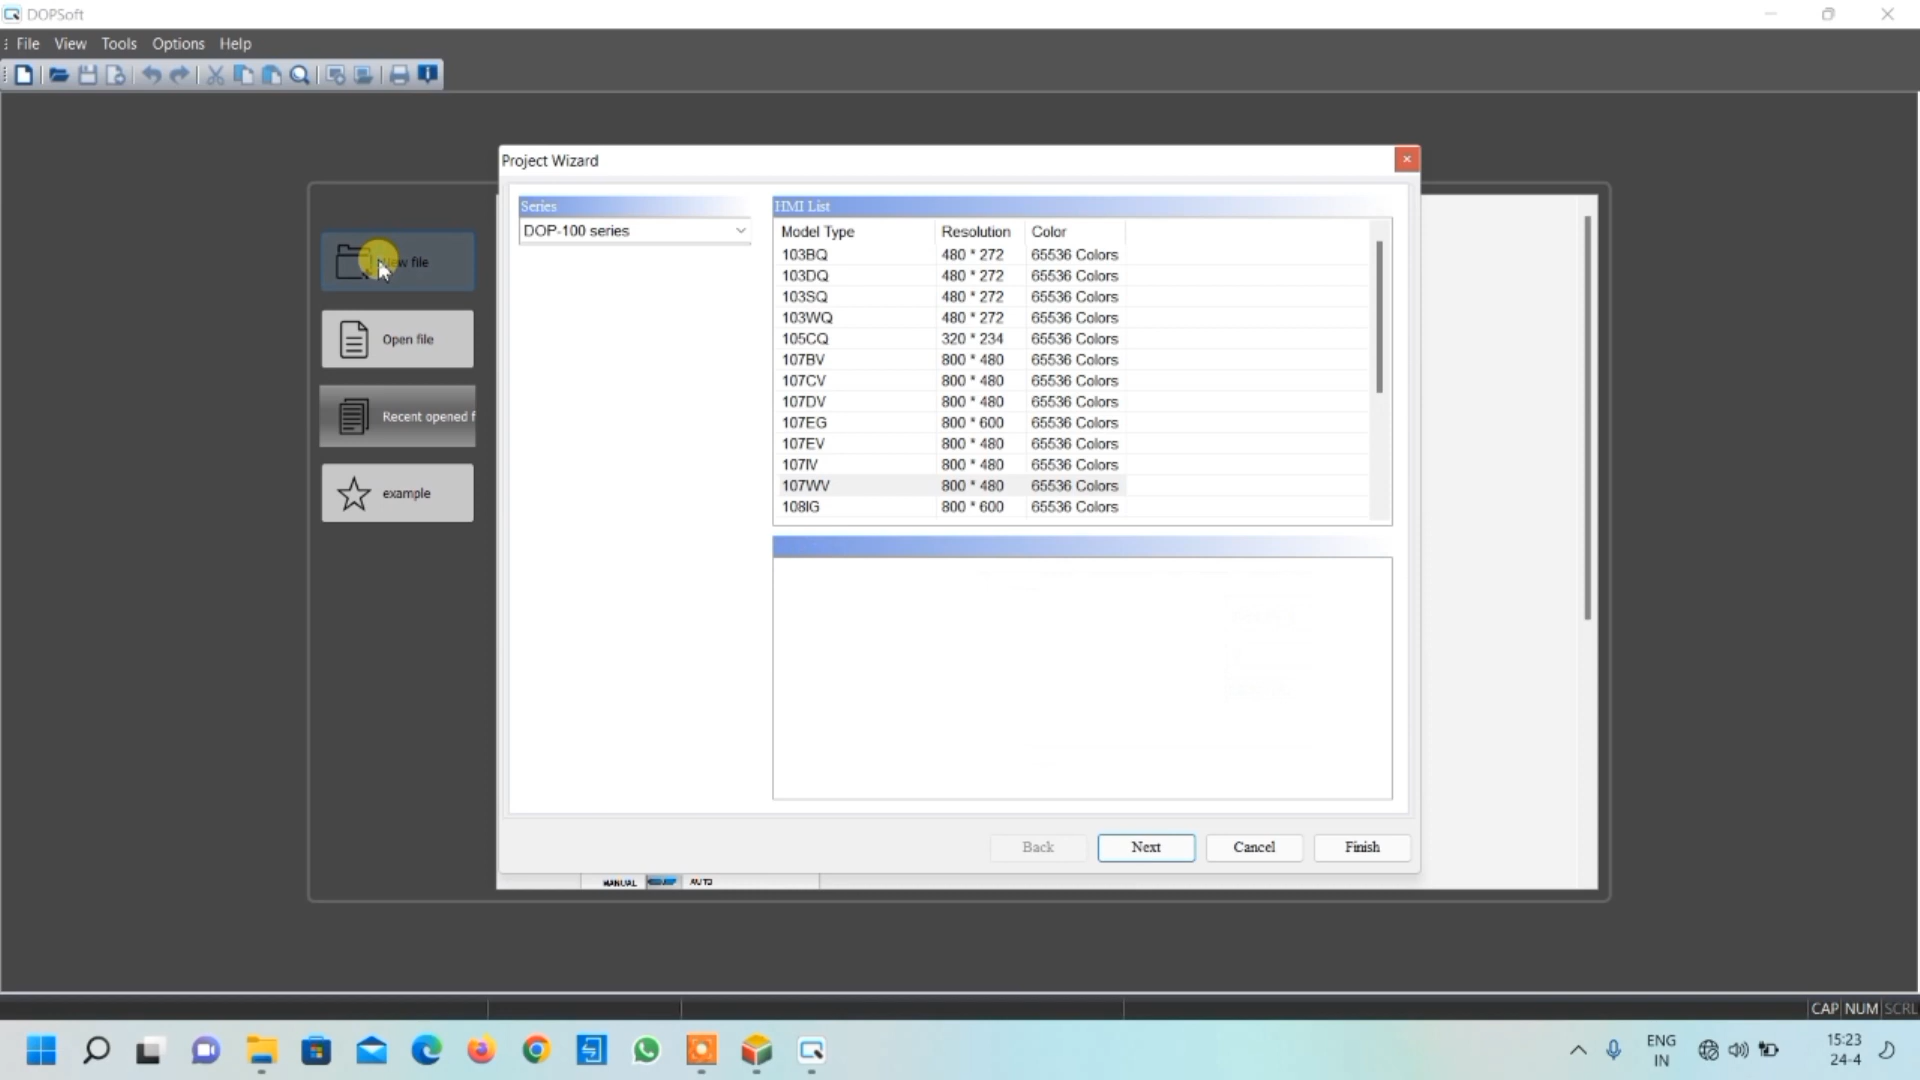 DOPSoft
File View Tools Options Help
Project Wizard
Series
DOP-100 series
HMI List
Model Type Resolution Color
103BQ 480 * 272 65536 Colors
103DQ 480 * 272 65536 Colors
103SQ 480 * 272 65536 Colors
103WQ 480 * 272 65536 Colors
105CQ 320 * 234 65536 Colors
107BV 800 * 480 65536 Colors
107CV 800 * 480 65536 Colors
107DV 800 * 480 65536 Colors
107EG 800 * 600 65536 Colors
107EV 800 * 480 65536 Colors
107IV 800 * 480 65536 Colors
107WV 800 * 480 65536 Colors
108IG 800 * 600 65536 Colors
New file
Open file
Recent opened f
example
Back Next Cancel Finish
MANUAL AUTO
CAP NUM SCRL
ENG
IN
15:23
24-4